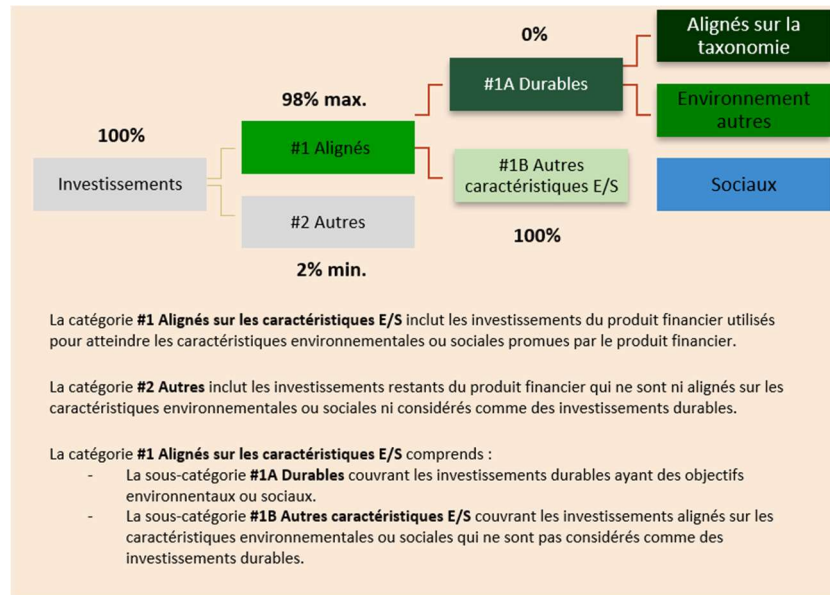 0%
Alignés sur la
taxonomie
#1A Durables
98% max.
Environnement
autres
100%
#1 Alignés
Investissements
#1B Autres
caractéristiques E/S
Sociaux
#2 Autres
100%
2% min.
La catégorie #1 Alignés sur les caractéristiques E/S inclut les investissements du produit financier utilisés
pour atteindre les caractéristiques environnementales ou sociales promues par le produit financier.
La catégorie #2 Autres inclut les investissements restants du produit financier qui ne sont ni alignés sur les
caractéristiques environnementales ou sociales ni considérés comme des investissements durables.
La catégorie #1 Alignés sur les caractéristiques E/S comprends :
- La sous-catégorie #1A Durables couvrant les investissements durables ayant des objectifs
environnentaux ou sociaux.
- La sous-catégorie #1B Autres caractéristiques E/S couvrant les investissements alignés sur les
caractéristiques environnementales ou sociales qui ne sont pas considérés comme des
investissements durables.